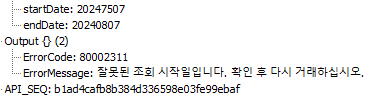 startDate: 20247507
endDate: 20240807
Output {} (2)
ErrorCode: 80002311
ErrorMessage: 잘못된 조회 시작일입니다. 확인 후 다시 거래하십시오.
API_SEQ: b1ad4cafb8b384d336598e03fe99ebaf